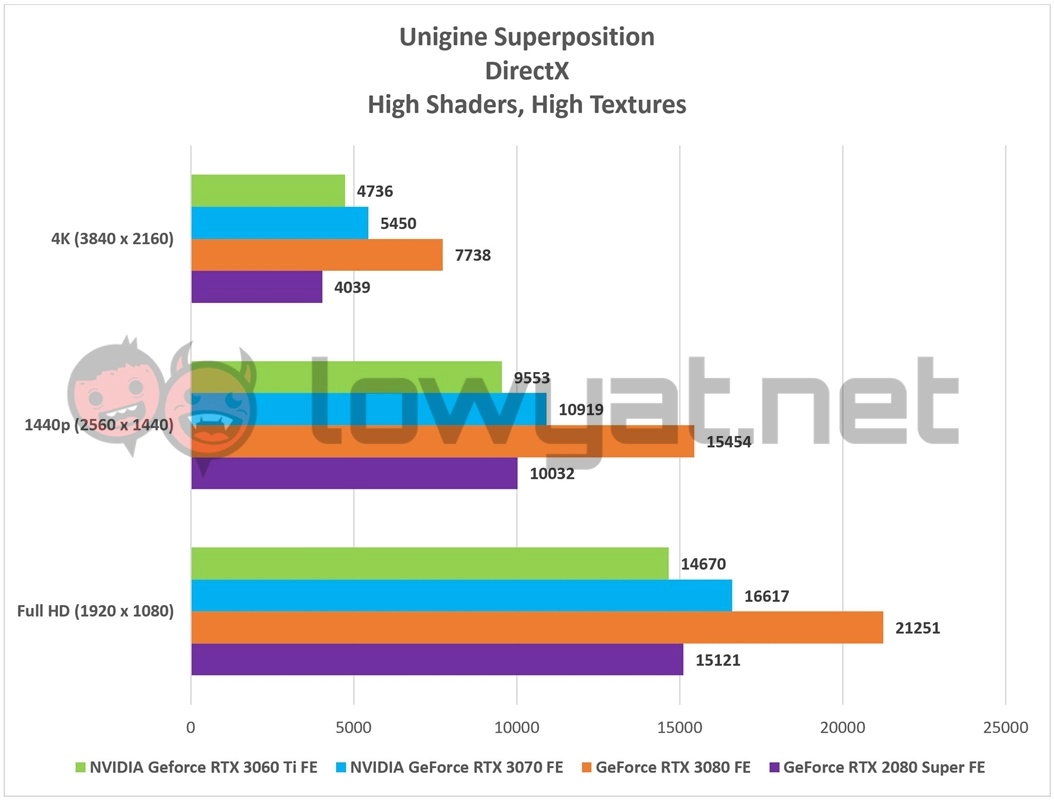 Unigine Superposition
DirectX
High Shaders, High Textures
4K (3840 x 2160)
4736
5450
7738
4039
1440p (2560 x 1440)
9553
10919
15454
10032
lowyat.net
Full HD (1920 x 1080)
14670
16617
21251
15121
0 5000 10000 15000 20000 25000
NVIDIA Geforce RTX 3060 Ti FE NVIDIA GeForce RTX 3070 FE GeForce RTX 3080 FE GeForce RTX 2080 Super FE